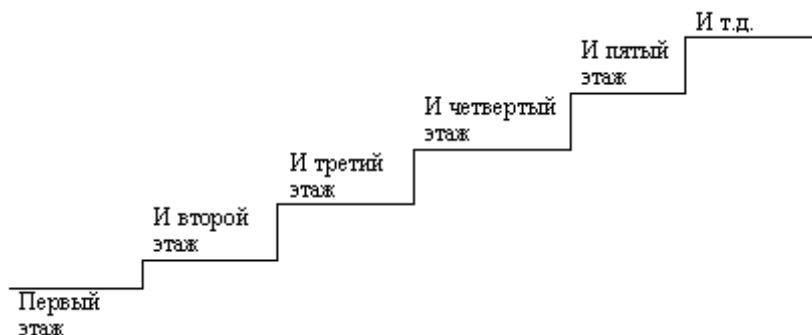 И т.д.
И пятый
этаж
И четвертый
этаж
И третий
этаж
И второй
этаж
Первый
этаж